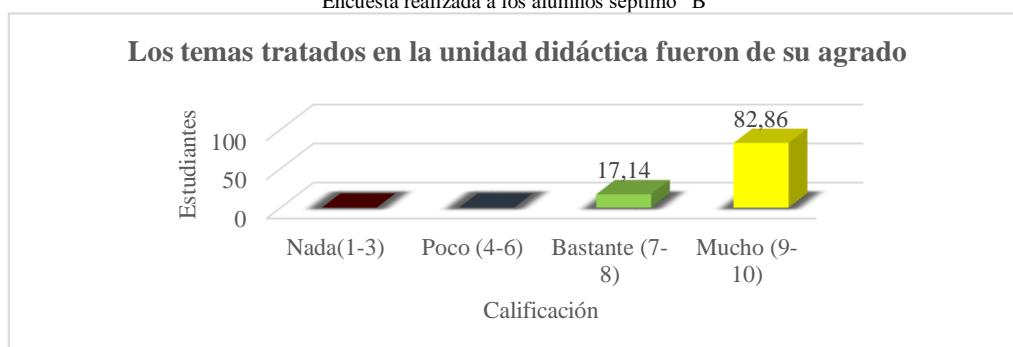 Encuesta realizada a los alumnos séptimo "B"
Los temas tratados en la unidad didáctica fueron de su agrado
Estudiantes
100
50
0
17,14
82,86
Nada(1-3)
Poco (4-6)
Bastante (7-
8)
Mucho (9-
10)
Calificación